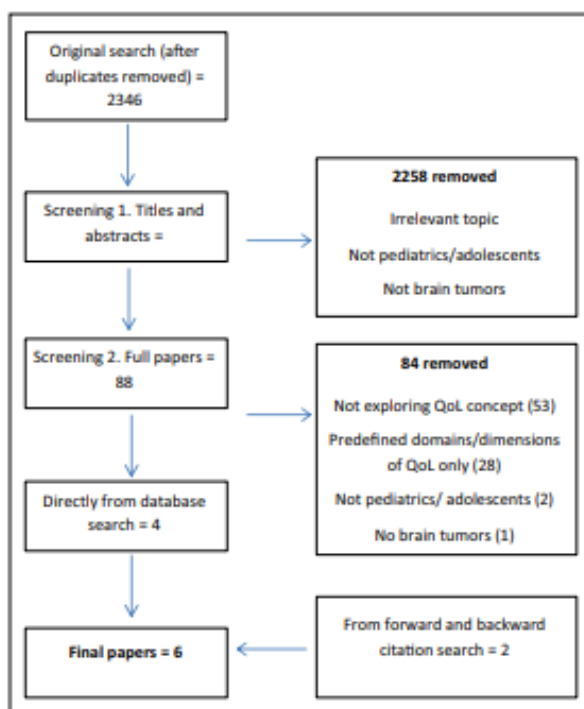 Original search (after
duplicates removed) =
2346
Screening 1. Titles and
abstracts =
2258 removed
Irrelevant topic
Not pediatrics/adolescents
Not brain tumors
Screening 2. Full papers =
88
84 removed
Not exploring QoL concept (53)
Predefined domains/dimensions
of QoL only (28)
Not pediatrics/ adolescents (2)
No brain tumors (1)
Directly from database
search = 4
Final papers = 6
From forward and backward
citation search = 2